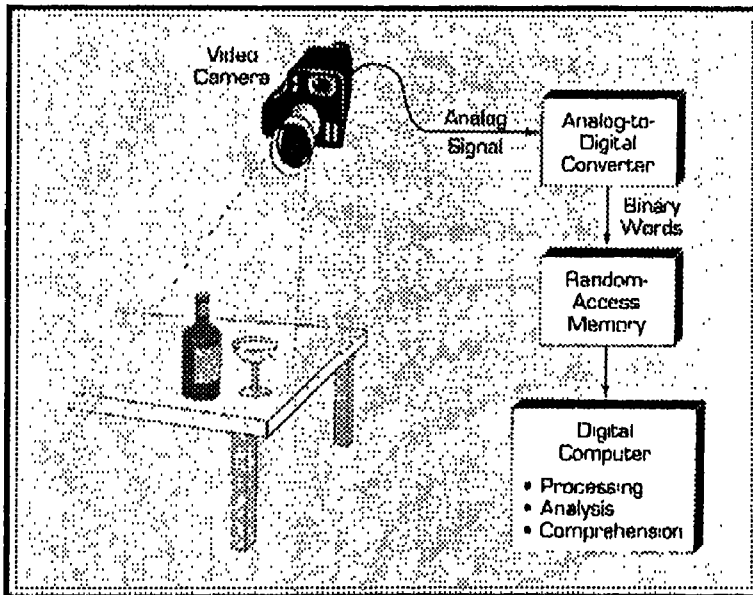 Video
Camera
Analog
Signal
Analog-to-
Digital
Converter
Binary
Words
Random-
Access
Memory
Digital
Computer
• Processing
• Analysis
• Comprehension